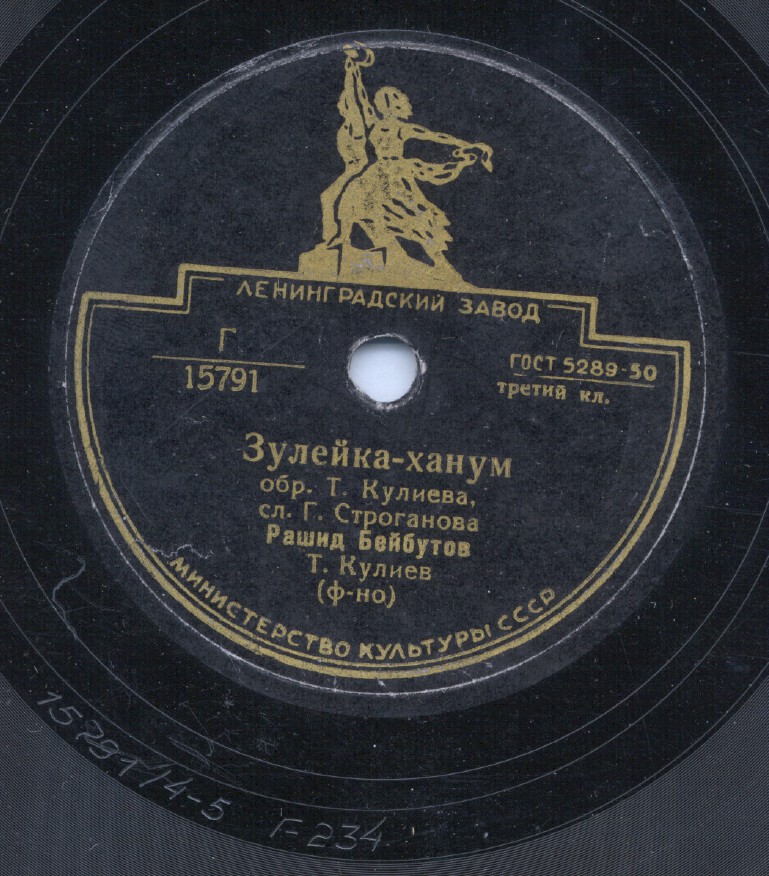 ЛЕНИНГРАДСКИЙ ЗАВОД
Г
15791
ГОСТ 5289-50
третий кл.
Зулейка-ханум
обр. Т. Кулиева,
сл. Г. Строганова
Рашид Бейбутов
Т. Кулиев
(ф-но)
МИНИСТЕРСТВО КУЛЬТУРЫ СССР
15791/4-5 F 234